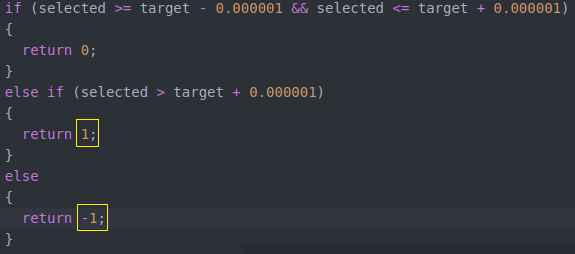 if (selected >= target - 0.000001 && selected <= target + 0.000001)
{
  return 0;
}
else if (selected > target + 0.000001)
{
  return 1;
}
else
{
  return -1;
}